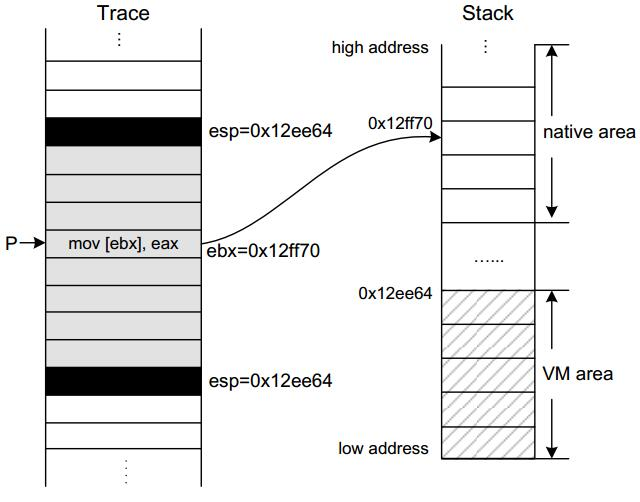 Trace
Stack
high address
esp=0x12ee64
0x12ff70
native area
P
mov [ebx], eax
ebx=0x12ff70
......
0x12ee64
esp=0x12ee64
VM area
low address